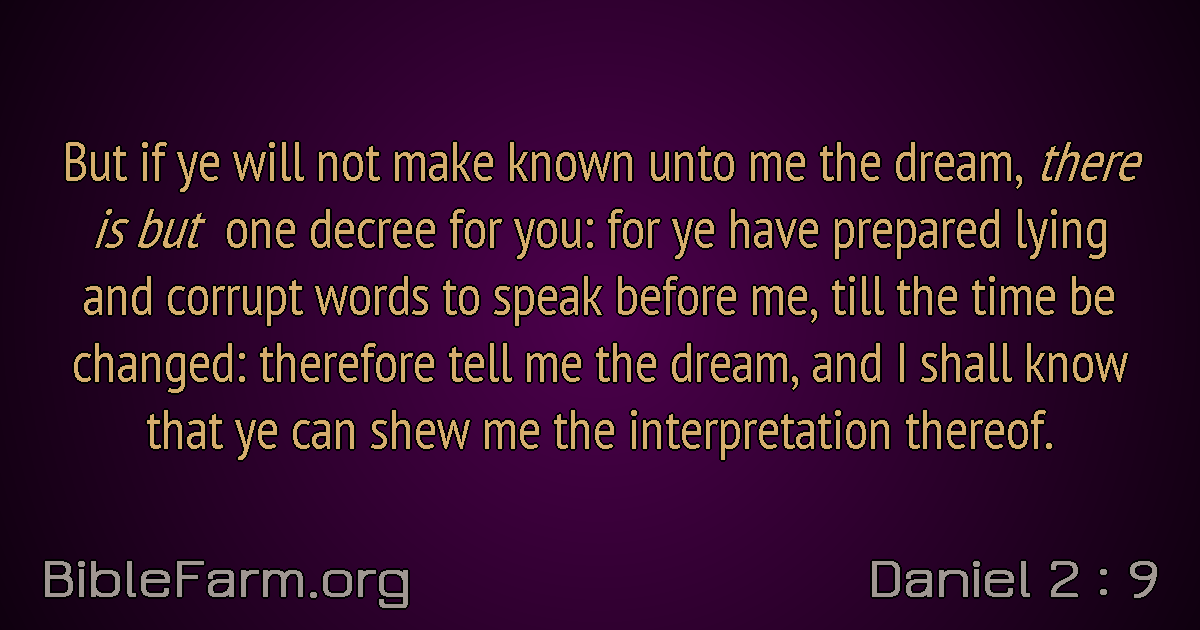 But if ye will not make known unto me the dream, there
is but one decree for you: for ye have prepared lying
and corrupt words to speak before me, till the time be
changed: therefore tell me the dream, and I shall know
that ye can shew me the interpretation thereof.
BibleFarm.org
Daniel 2 : 9